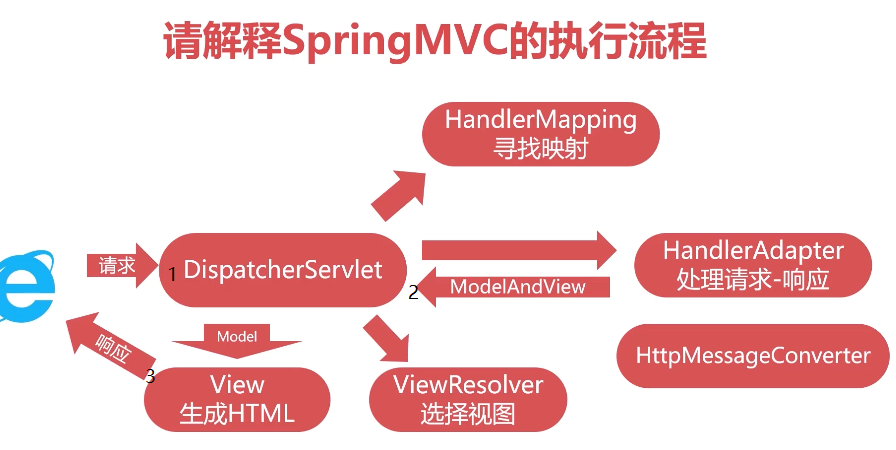 请解释SpringMVC的执行流程
HandlerMapping
寻找映射
请求
1 DispatcherServlet
2
ModelAndView
HandlerAdapter
处理请求-响应
HttpMessageConverter
Model
响应
3
View
生成HTML
ViewResolver
选择视图